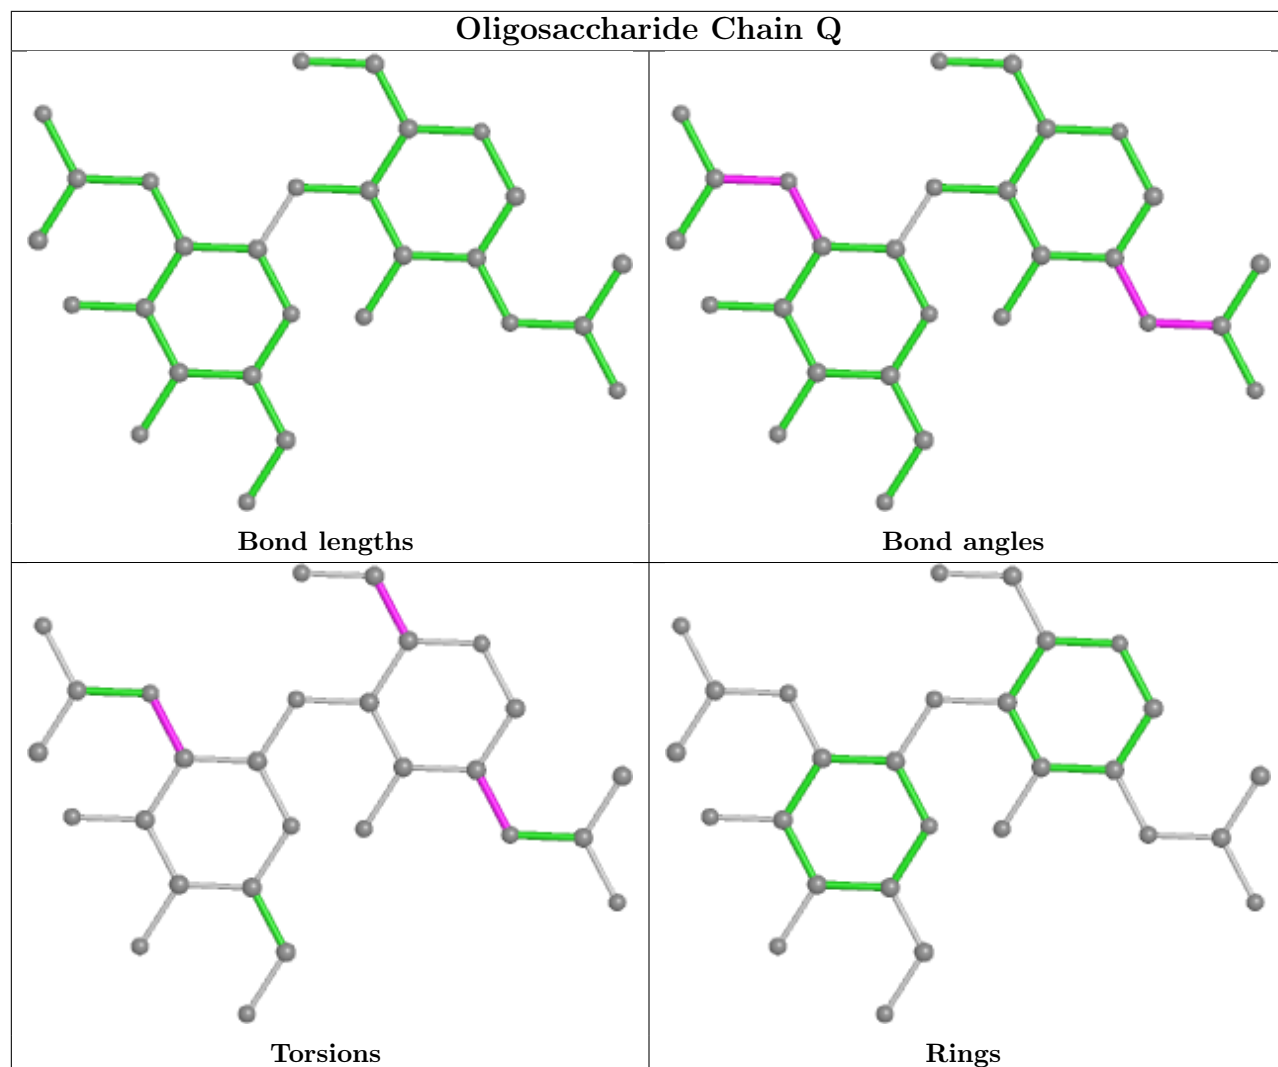 Oligosaccharide Chain Q
Bond lengths
Bond angles
Torsions
Rings